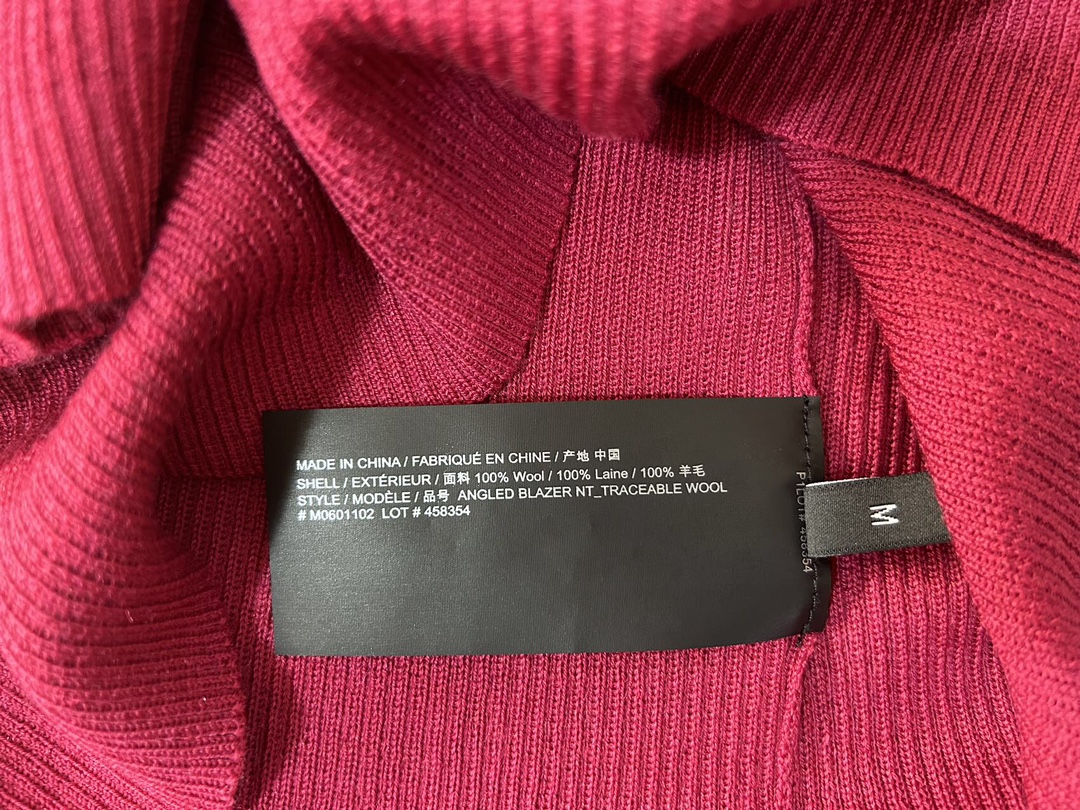 MADE IN CHINA / FABRIQUÉ EN CHINE / 产地 中国
SHELL / EXTÉRIEUR / 面料 100% Wool / 100% Laine / 100% 羊毛
STYLE / MODÈLE / 品号 ANGLED BLAZER NT_TRACEABLE WOOL
# M0601102 LOT # 458354
M